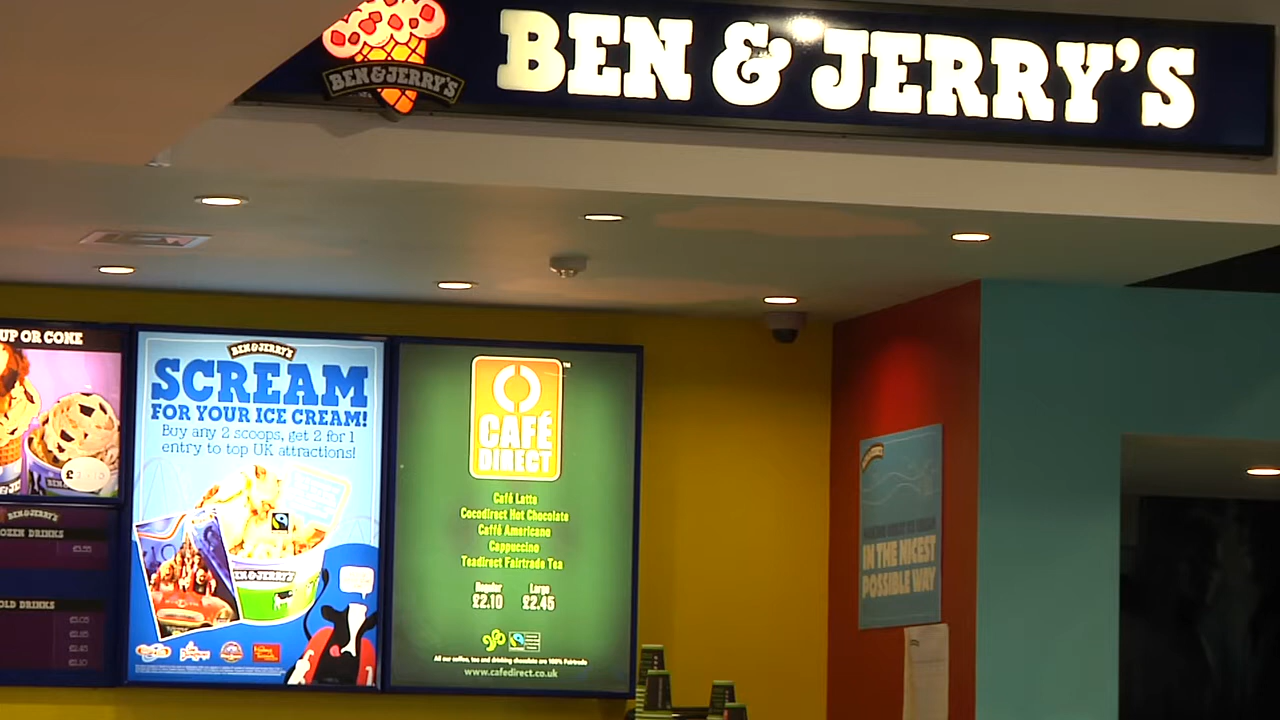 BEN & JERRY'S
BEN & JERRY'S
UP OR CONE
BEN & JERRY'S
OZEN DRINKS
OLD DRINKS
BEN & JERRY'S
SCREAM
FOR YOUR ICE CREAM!
Buy any 2 scoops, get 2 for 1
entry to top UK attractions!
BEN & JERRY'S
CAFÉ
DIRECT
TM
Café Latte
Cocodirect Hot Chocolate
Caffé Americano
Cappuccino
Teadirect Fairtrade Tea
Regular Large
£2.10 £2.45
All our coffee, tea and drinking chocolate are 100% Fairtrade
www.cafedirect.co.uk
IN THE NICEST
POSSIBLE WAY